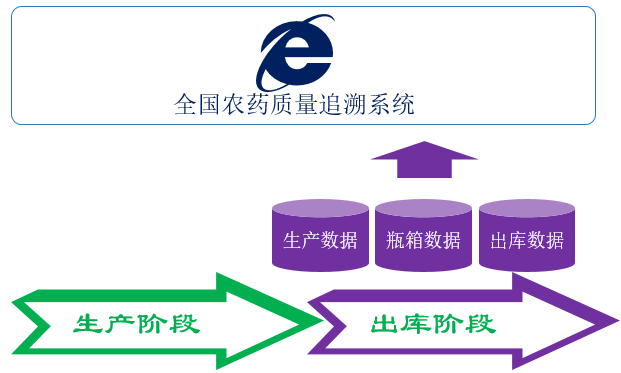 全国农药质量追溯系统
生产数据
瓶箱数据
出库数据
生产阶段
出库阶段